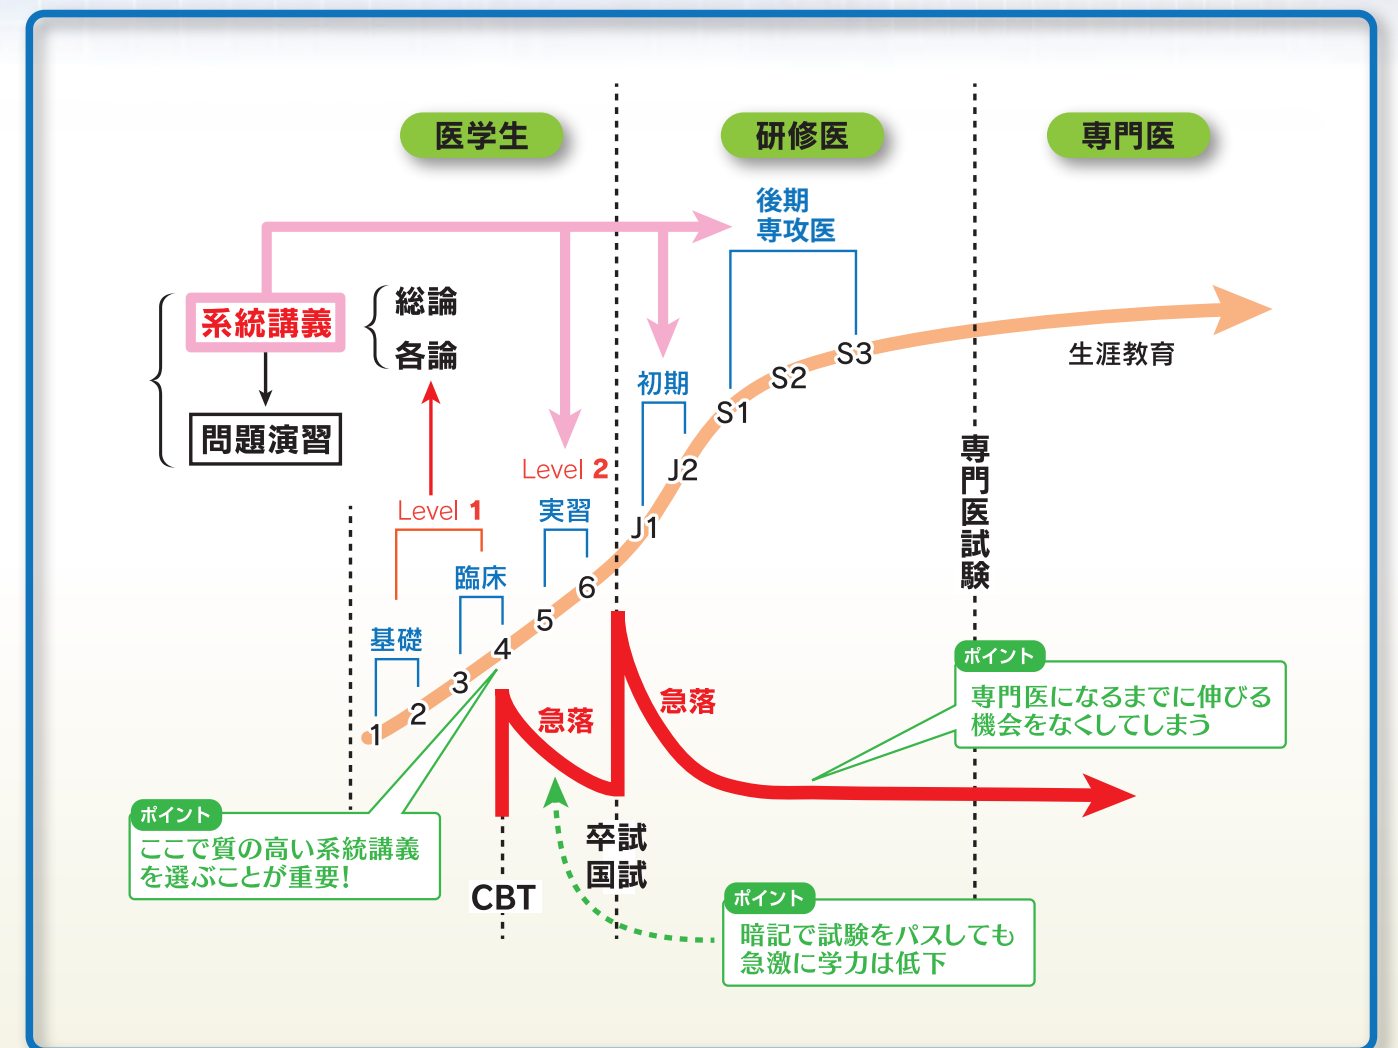 医学生
研修医
専門医
後期
専攻医
系統講義
総論
各論
問題演習
初期
生涯教育
Level 2
Level 1
実習
臨床
基礎
1
2
3
4
5
6
J1
J2
S1
S2
S3
専門医試験
急落
急落
ポイント
専門医になるまでに伸びる
機会をなくしてしまう
ポイント
ここで質の高い系統講義
を選ぶことが重要!
卒試
国試
CBT
ポイント
暗記で試験をパスしても
急激に学力は低下